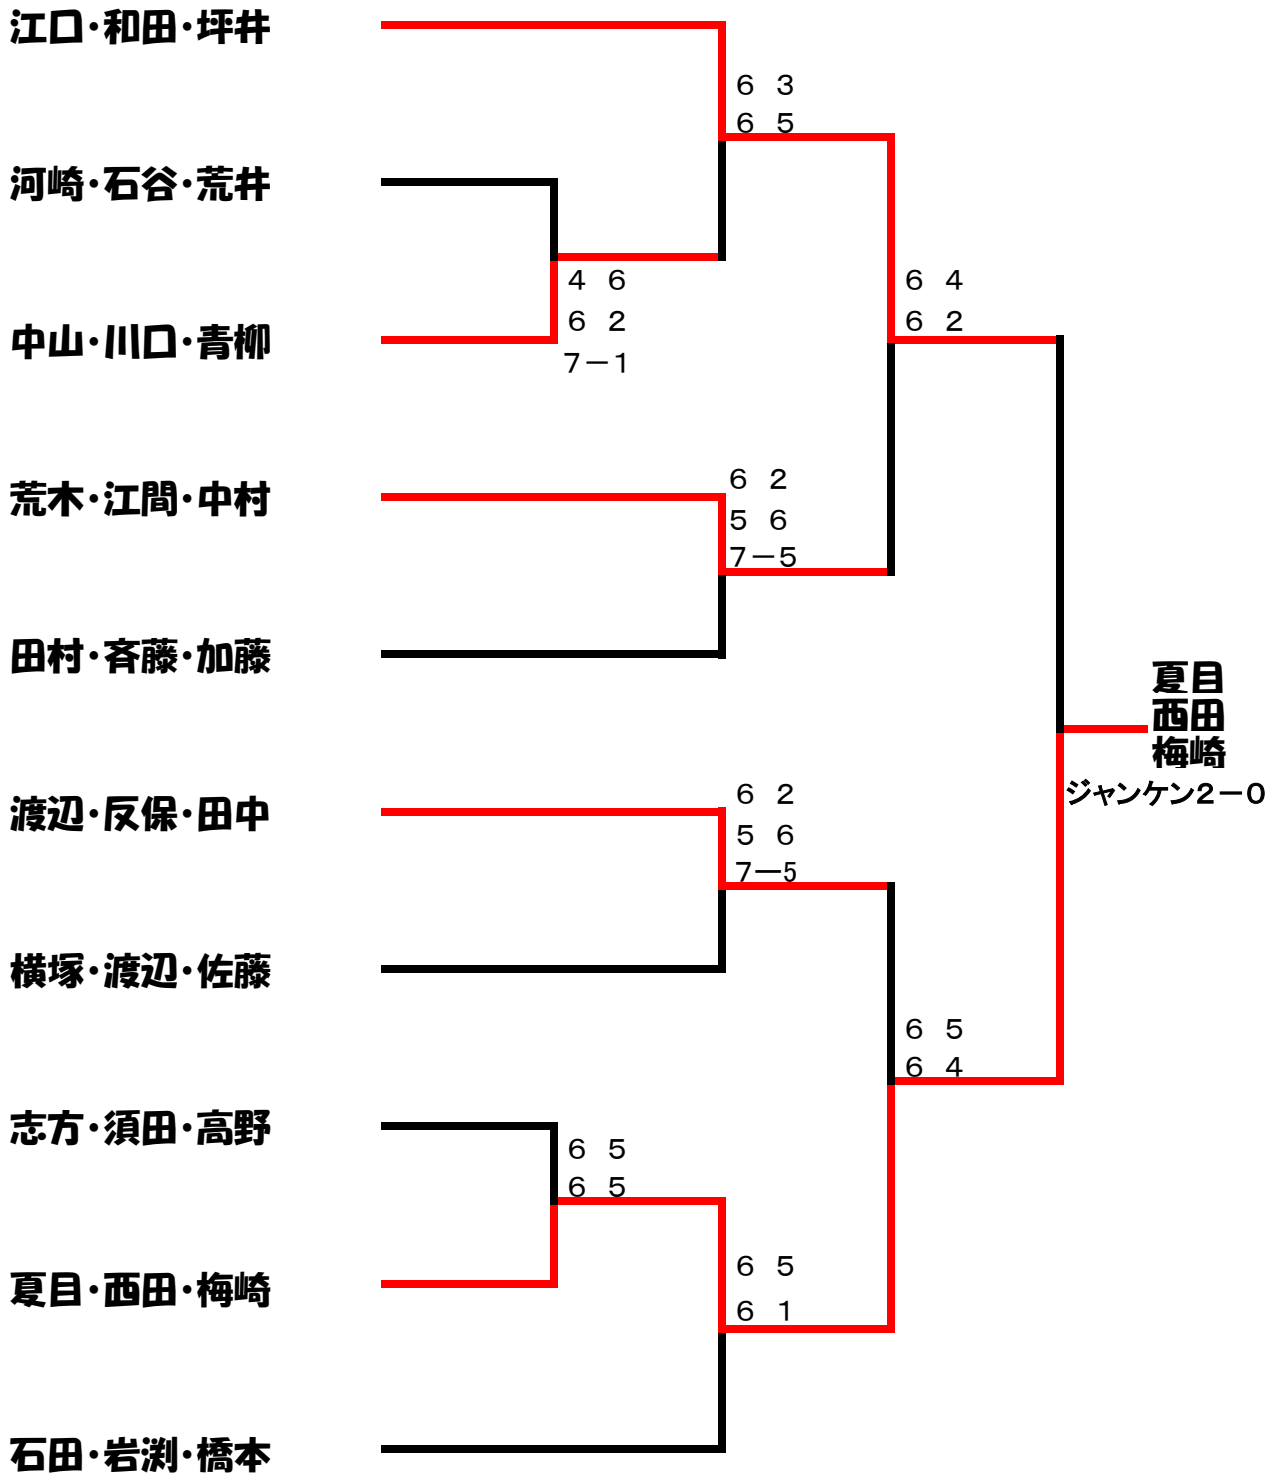 江口・和田・坪井
６ ３
６ ５
河崎・石谷・荒井
４ ６
６ ２
７－１
中山・川口・青柳
６ ４
６ ２
荒木・江間・中村
６ ２
５ ６
７－５
田村・斉藤・加藤
夏目
西田
梅崎
ジャンケン２－０
渡辺・反保・田中
６ ２
５ ６
７－５
横塚・渡辺・佐藤
６ ５
６ ４
志方・須田・高野
６ ５
６ ５
夏目・西田・梅崎
６ ５
６ １
石田・岩渕・橋本